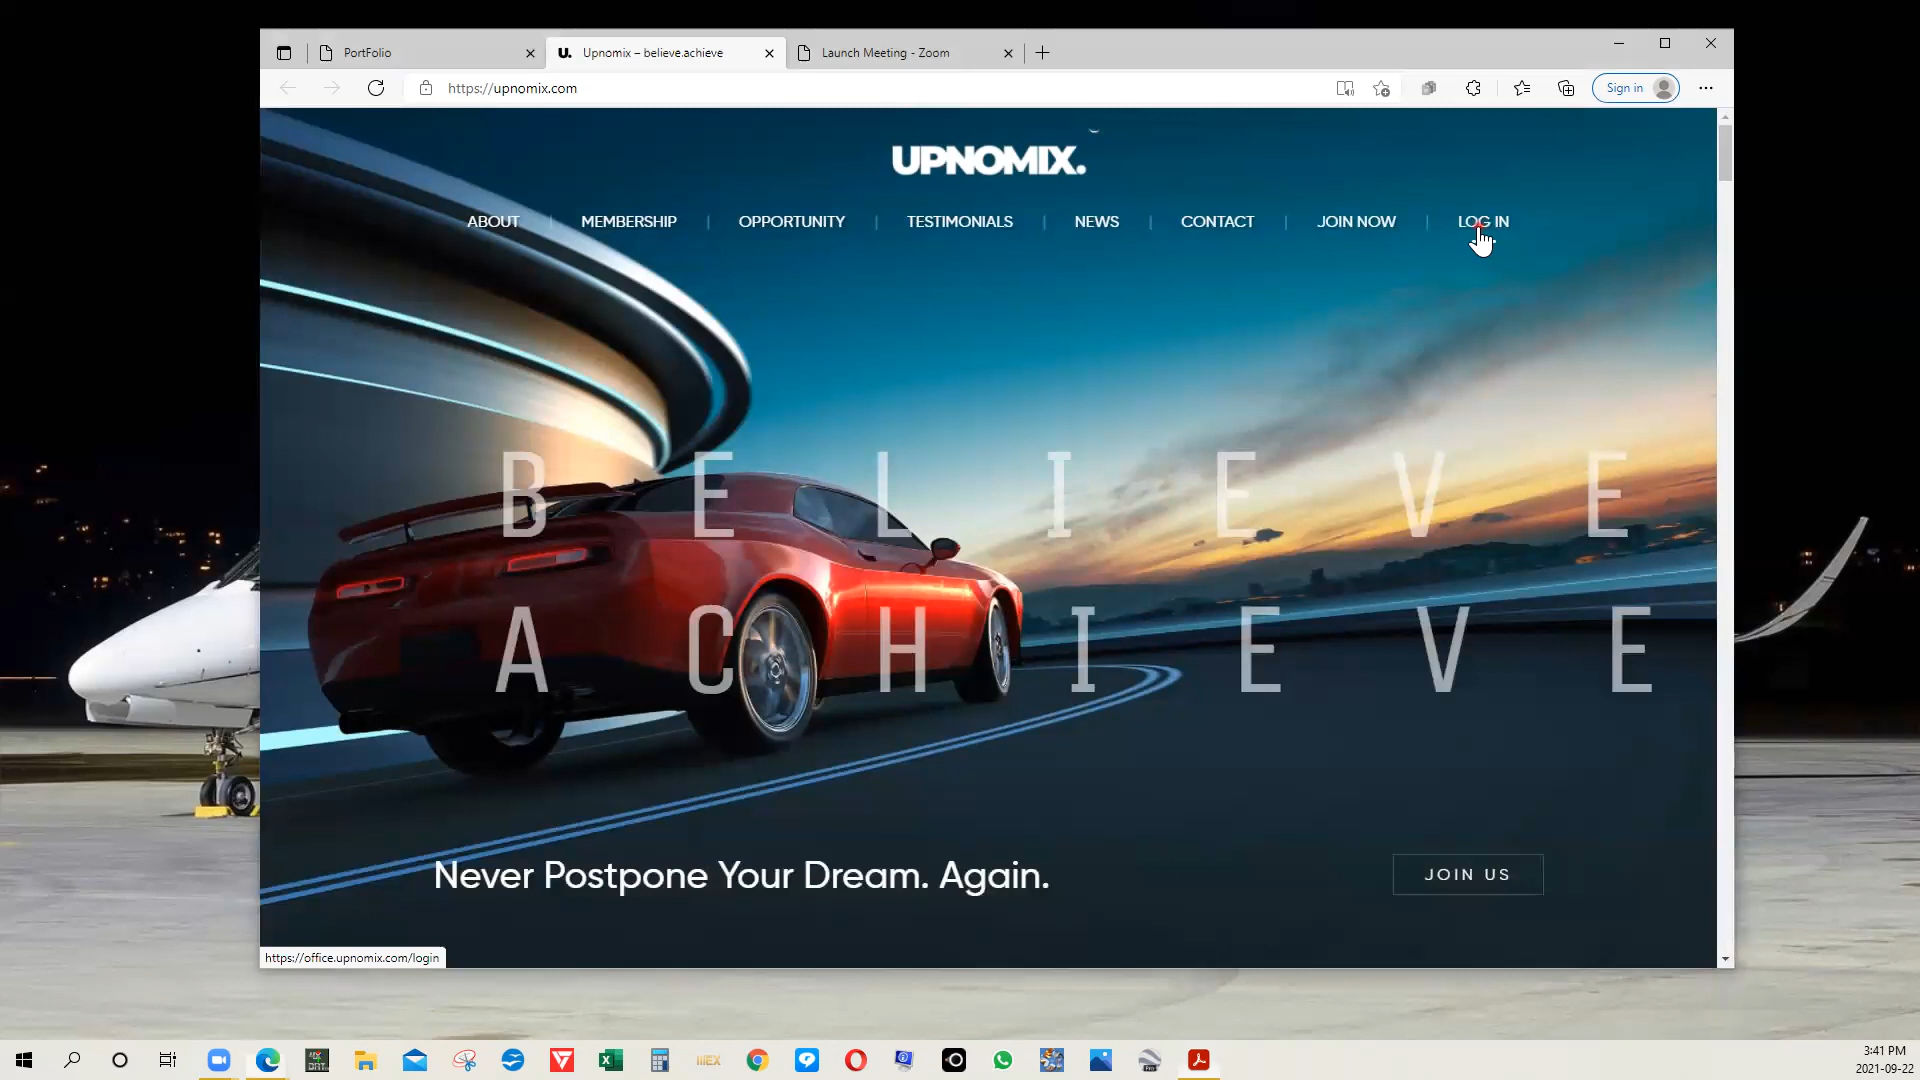 PortFolio
U. Upnomix – believe.achieve
Launch Meeting - Zoom
https://upnomix.com
Sign in
UPNOMIX.
ABOUT | MEMBERSHIP | OPPORTUNITY | TESTIMONIALS | NEWS | CONTACT | JOIN NOW | LOG IN
BELIEVE
ACHIEVE
Never Postpone Your Dream. Again.
JOIN US
https://office.upnomix.com/login
3:41 PM
2021-09-22